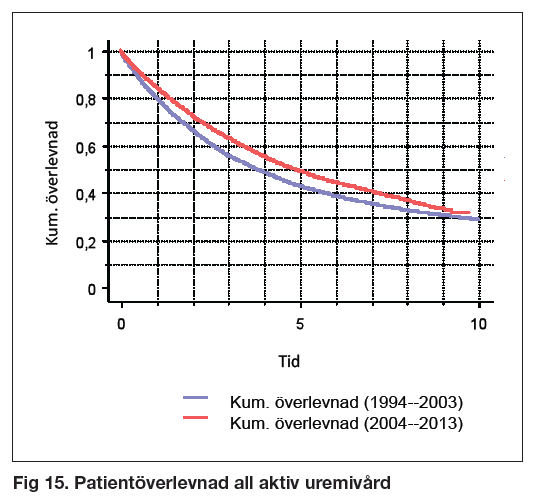 Kum. överlevnad
1
0,8
0,6
0,4
0,2
0
0 5 10
Tid
Kum. överlevnad (1994--2003)
Kum. överlevnad (2004--2013)
Fig 15. Patientöverlevnad all aktiv uremivård